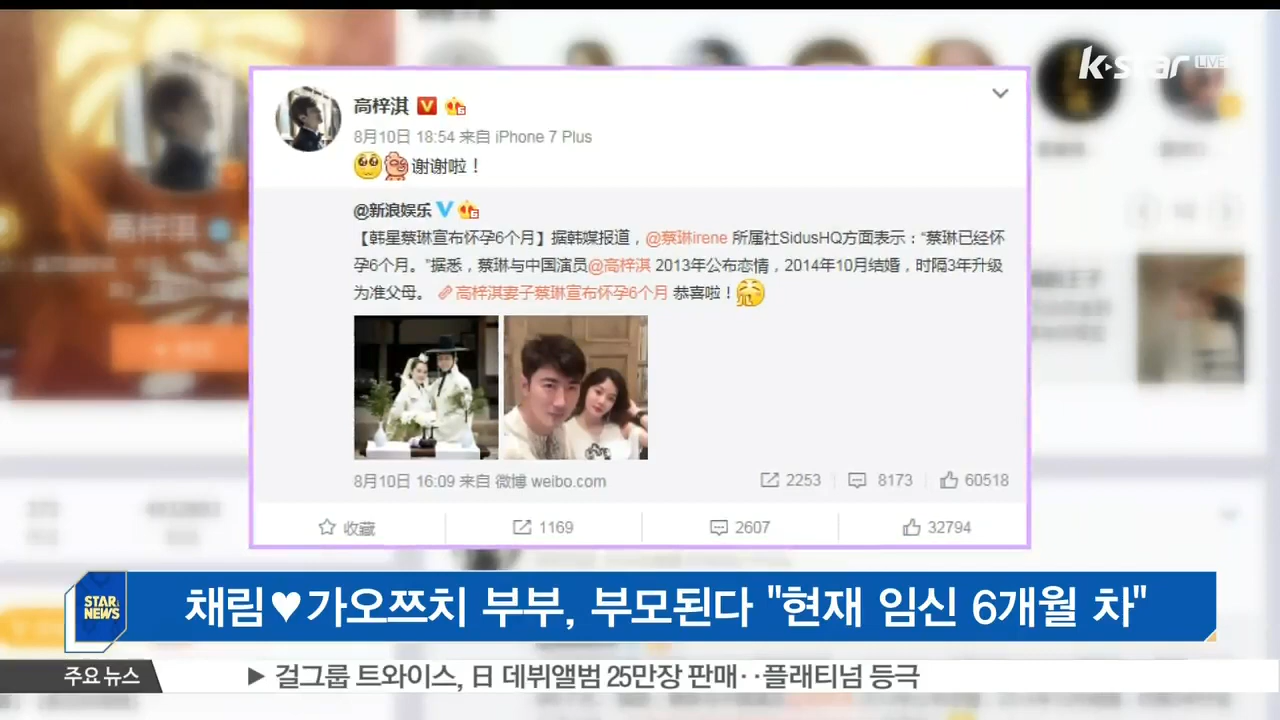 k-star LIVE
高梓淇
8月10日 18:54 来自 iPhone 7 Plus
谢谢啦！
@新浪娱乐
【韩星蔡琳宣布怀孕6个月】据韩媒报道，@蔡琳irene 所属社SidusHQ方面表示：“蔡琳已经怀
孕6个月。”据悉，蔡琳与中国演员@高梓淇 2013年公布恋情，2014年10月结婚，时隔3年升级
为准父母。 高梓淇妻子蔡琳宣布怀孕6个月 恭喜啦！
8月10日 16:09 来自 微博 weibo.com
2253 8173 60518
收藏 1169 2607 32794
STAR NEWS
채림♥가오쯔치 부부, 부모된다 "현재 임신 6개월 차"
주요 뉴스 ▶ 걸그룹 트와이스, 日 데뷔앨범 25만장 판매‥플래티넘 등극